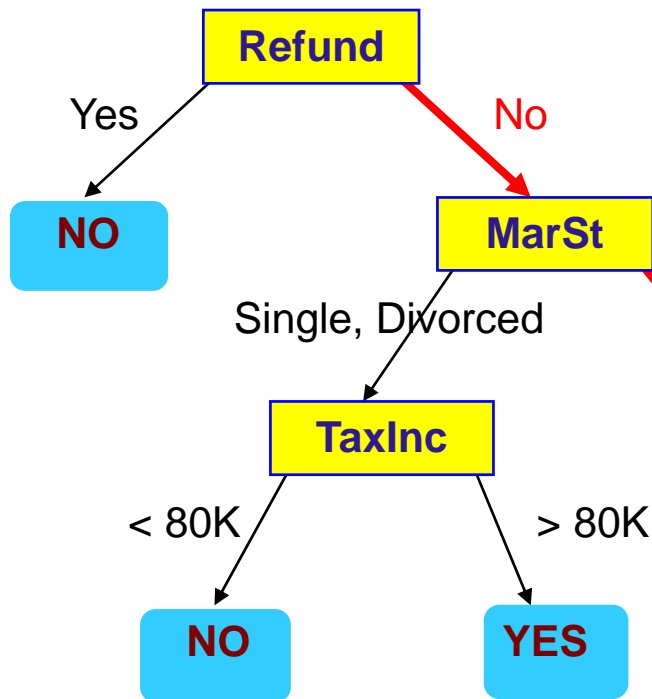 Refund
Yes
No
NO
MarSt
Single, Divorced
TaxInc
< 80K
> 80K
NO
YES